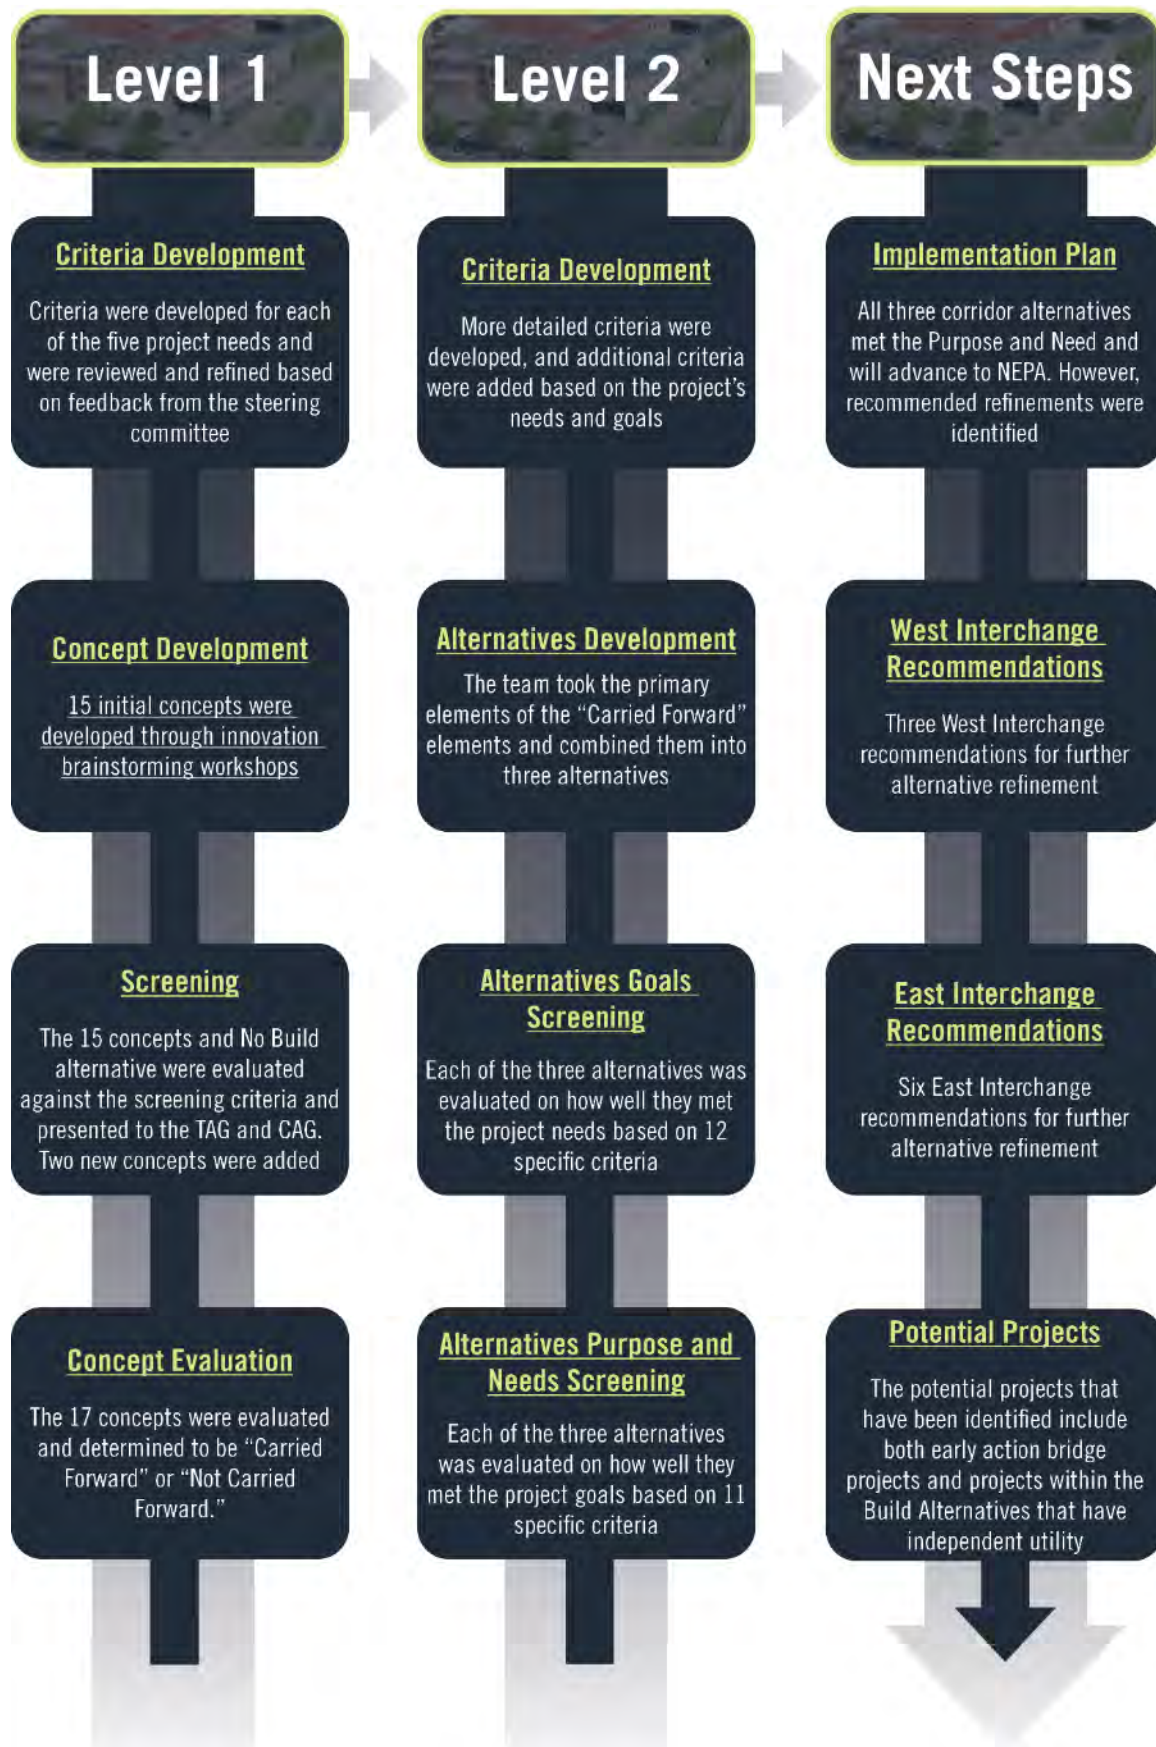 Level 1
Level 2
Next Steps
Criteria Development
Criteria were developed for each
of the five project needs and
were reviewed and refined based
on feedback from the steering
committee
Concept Development
15 initial concepts were
developed through innovation
brainstorming workshops
Screening
The 15 concepts and No Build
alternative were evaluated
against the screening criteria and
presented to the TAG and CAG.
Two new concepts were added
Concept Evaluation
The 17 concepts were evaluated
and determined to be “Carried
Forward” or “Not Carried
Forward.”
Criteria Development
More detailed criteria were
developed, and additional criteria
were added based on the project’s
needs and goals
Alternatives Development
The team took the primary
elements of the “Carried Forward”
elements and combined them into
three alternatives
Alternatives Goals
Screening
Each of the three alternatives was
evaluated on how well they met
the project needs based on 12
specific criteria
Alternatives Purpose and
Needs Screening
Each of the three alternatives
was evaluated on how well they
met the project goals based on 11
specific criteria
Implementation Plan
All three corridor alternatives
met the Purpose and Need and
will advance to NEPA. However,
recommended refinements were
identified
West Interchange
Recommendations
Three West Interchange
recommendations for further
alternative refinement
East Interchange
Recommendations
Six East Interchange
recommendations for further
alternative refinement
Potential Projects
The potential projects that
have been identified include
both early action bridge
projects and projects within the
Build Alternatives that have
independent utility